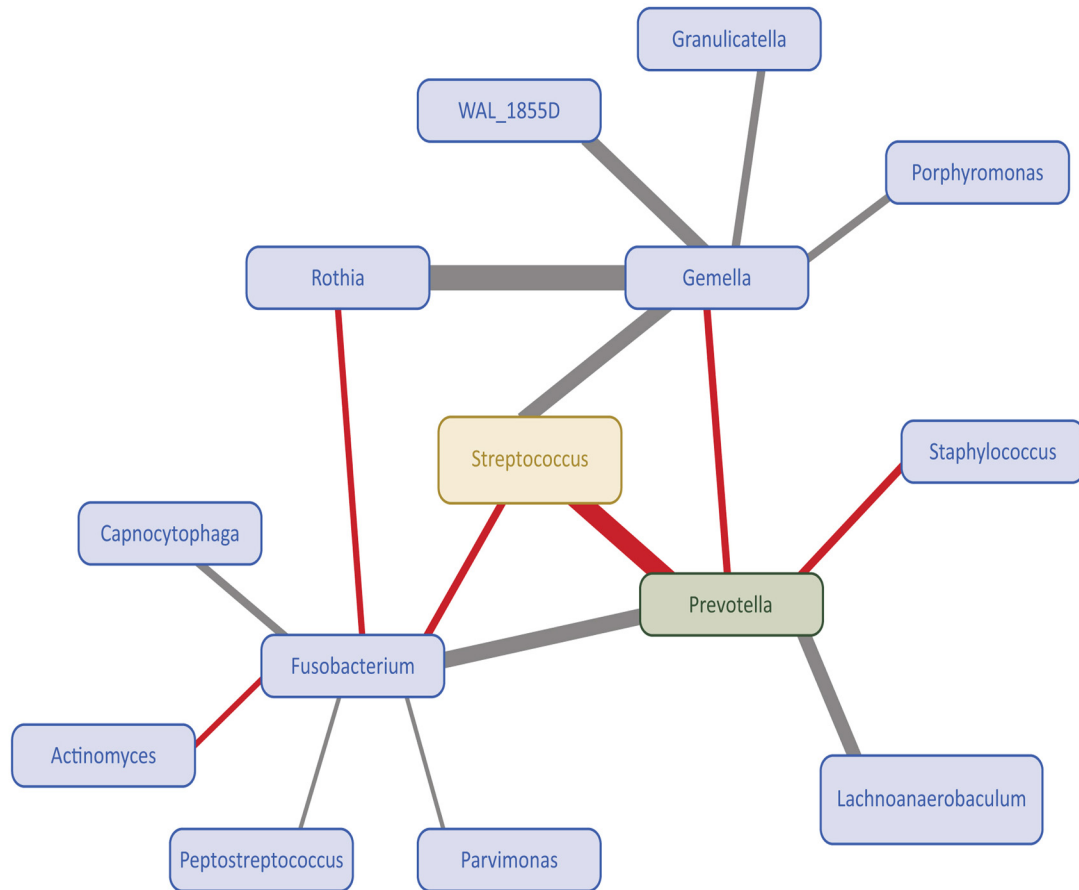 Granulicatella
WAL_1855D
Porphyromonas
Rothia
Gemella
Streptococcus
Staphylococcus
Capnocytophaga
Prevotella
Fusobacterium
Actinomyces
Lachnoanaerobaculum
Peptostreptococcus
Parvimonas